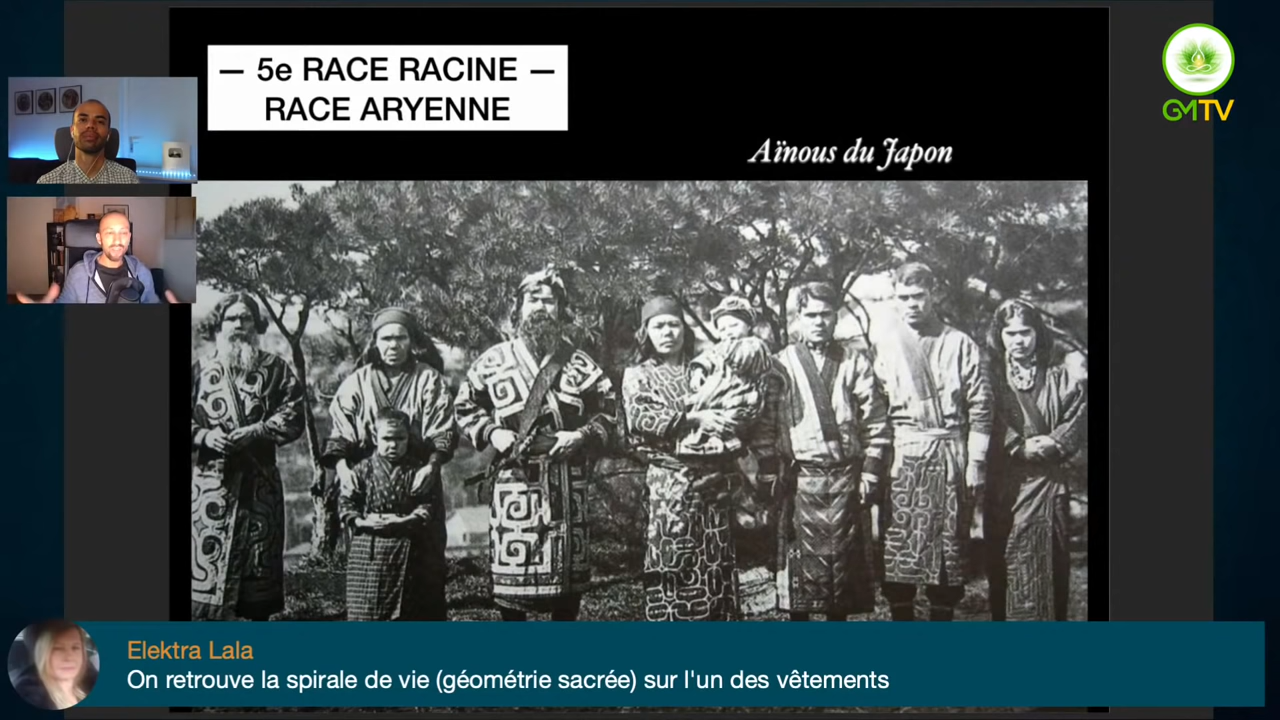 — 5e RACE RACINE —
RACE ARYENNE
GMTV
Aïnous du Japon
Elektra Lala
On retrouve la spirale de vie (géométrie sacrée) sur l'un des vêtements